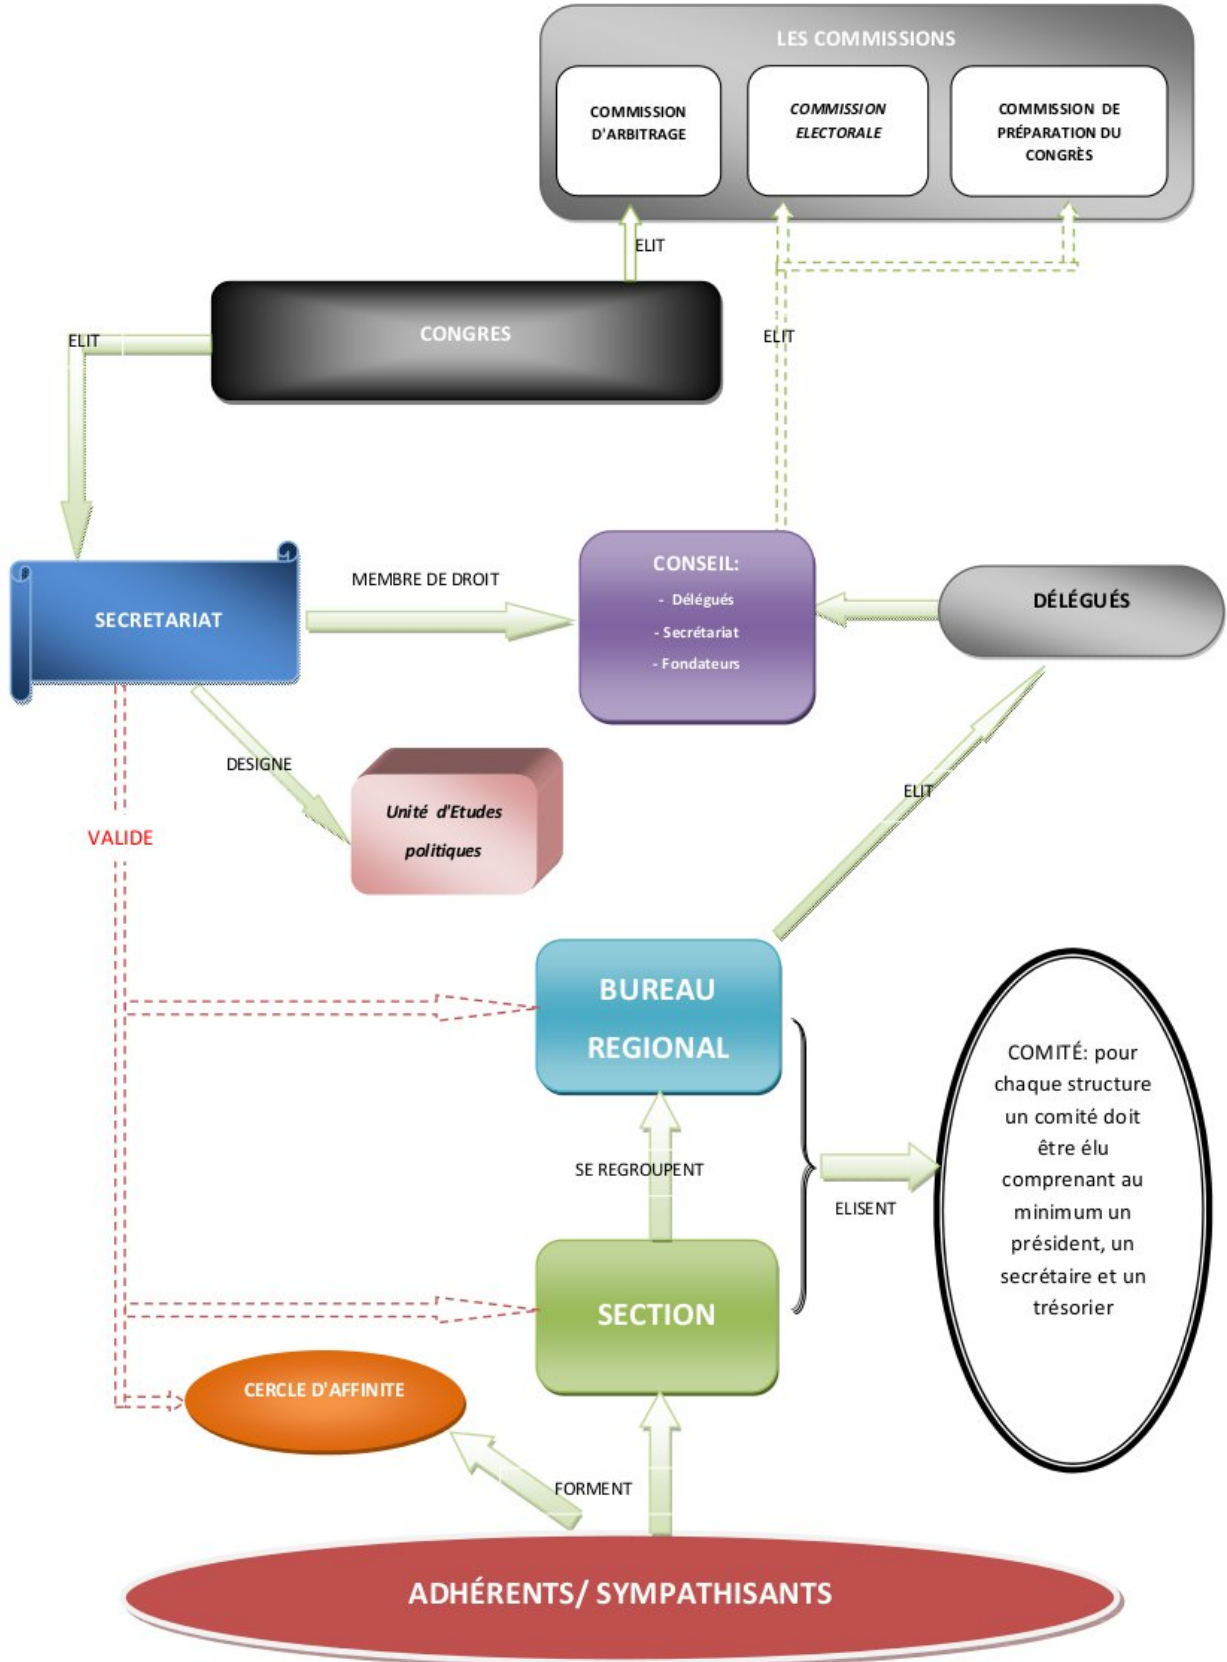 LES COMMISSIONS
COMMISSION
D'ARBITRAGE
COMMISSION
ELECTORALE
COMMISSION DE
PRÉPARATION DU
CONGRÈS
ELIT
CONGRES
ELIT
ELIT
SECRETARIAT
MEMBRE DE DROIT
CONSEIL:
- Délégués
- Secrétariat
- Fondateurs
DÉLÉGUÉS
DESIGNE
Unité d'Etudes
politiques
ELIT
VALIDE
BUREAU
REGIONAL
COMITÉ: pour
chaque structure
un comité doit
être élu
comprenant au
minimum un
président, un
secrétaire et un
trésorier
SE REGROUPENT
ELISENT
SECTION
CERCLE D'AFFINITE
FORMENT
ADHÉRENTS/ SYMPATHISANTS